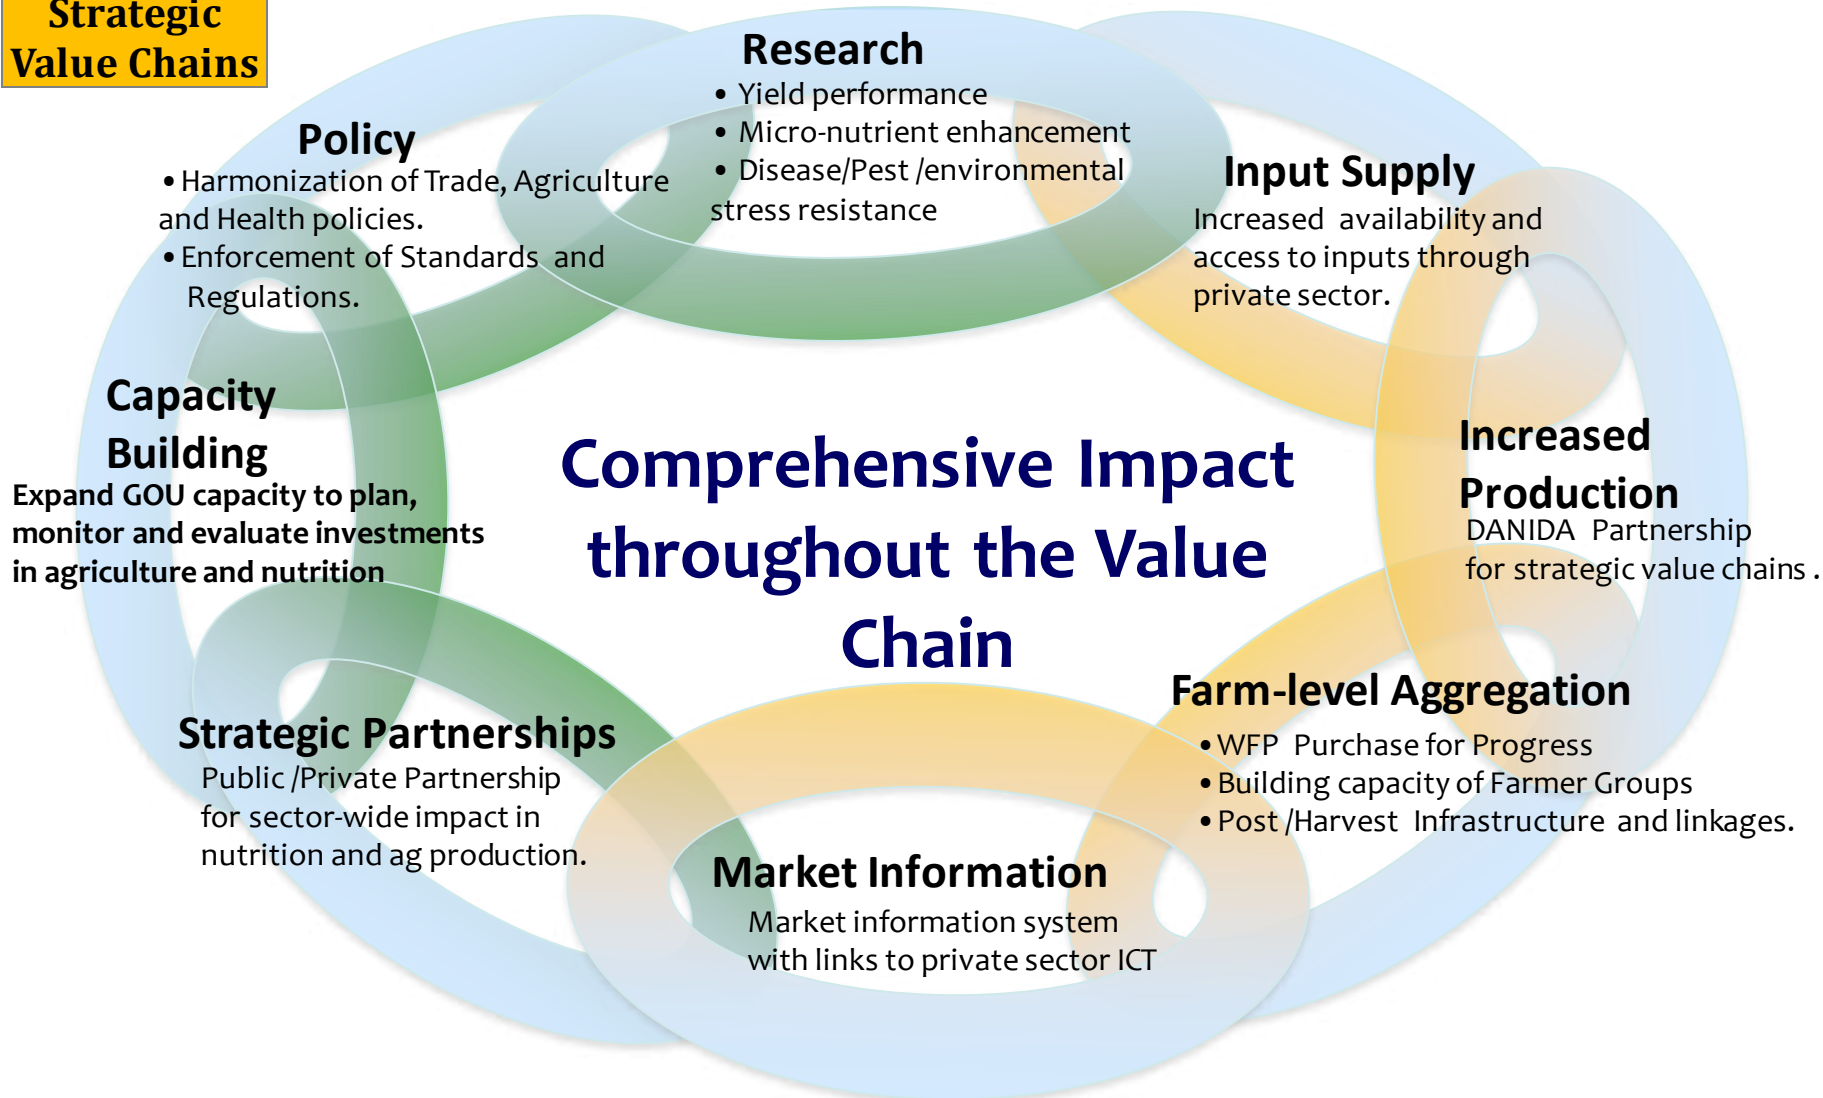 Strategic
Value Chains
Research
• Yield performance
• Micro-nutrient enhancement
• Disease/Pest /environmental
stress resistance
Policy
• Harmonization of Trade, Agriculture
and Health policies.
• Enforcement of Standards and
Regulations.
Input Supply
Increased availability and
access to inputs through
private sector.
Capacity
Building
Expand GOU capacity to plan,
monitor and evaluate investments
in agriculture and nutrition
Comprehensive Impact
throughout the Value
Chain
Increased
Production
DANIDA Partnership
for strategic value chains .
Strategic Partnerships
Public /Private Partnership
for sector-wide impact in
nutrition and ag production.
Farm-level Aggregation
• WFP Purchase for Progress
• Building capacity of Farmer Groups
• Post /Harvest Infrastructure and linkages.
Market Information
Market information system
with links to private sector ICT